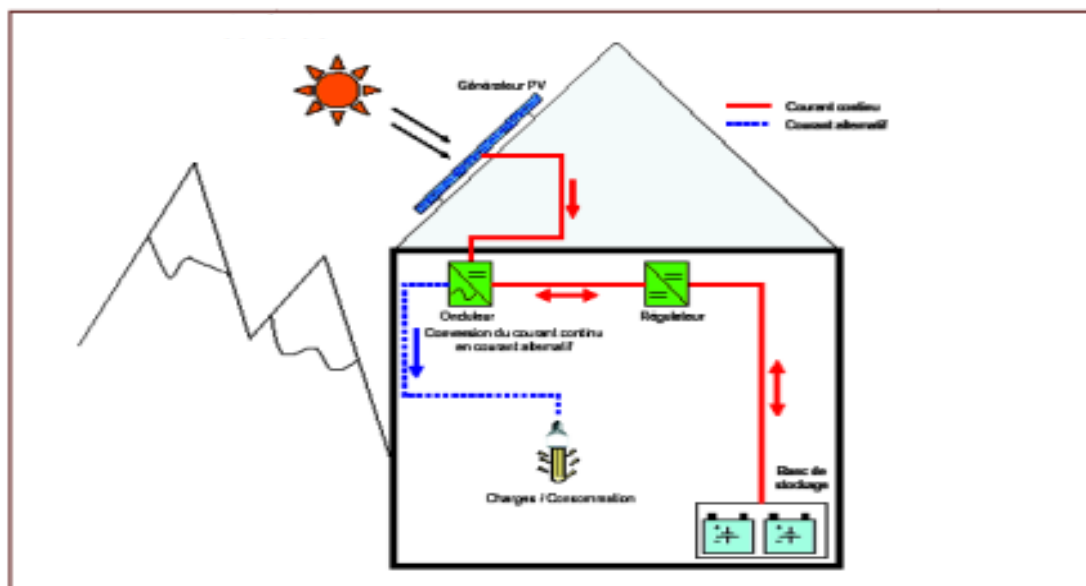 Générateur PV
Courant continu
Courant alternatif
Onduleur
Conversion du courant continu
en courant alternatif
Régulateur
Banc de
stockage
Charges / Consommation